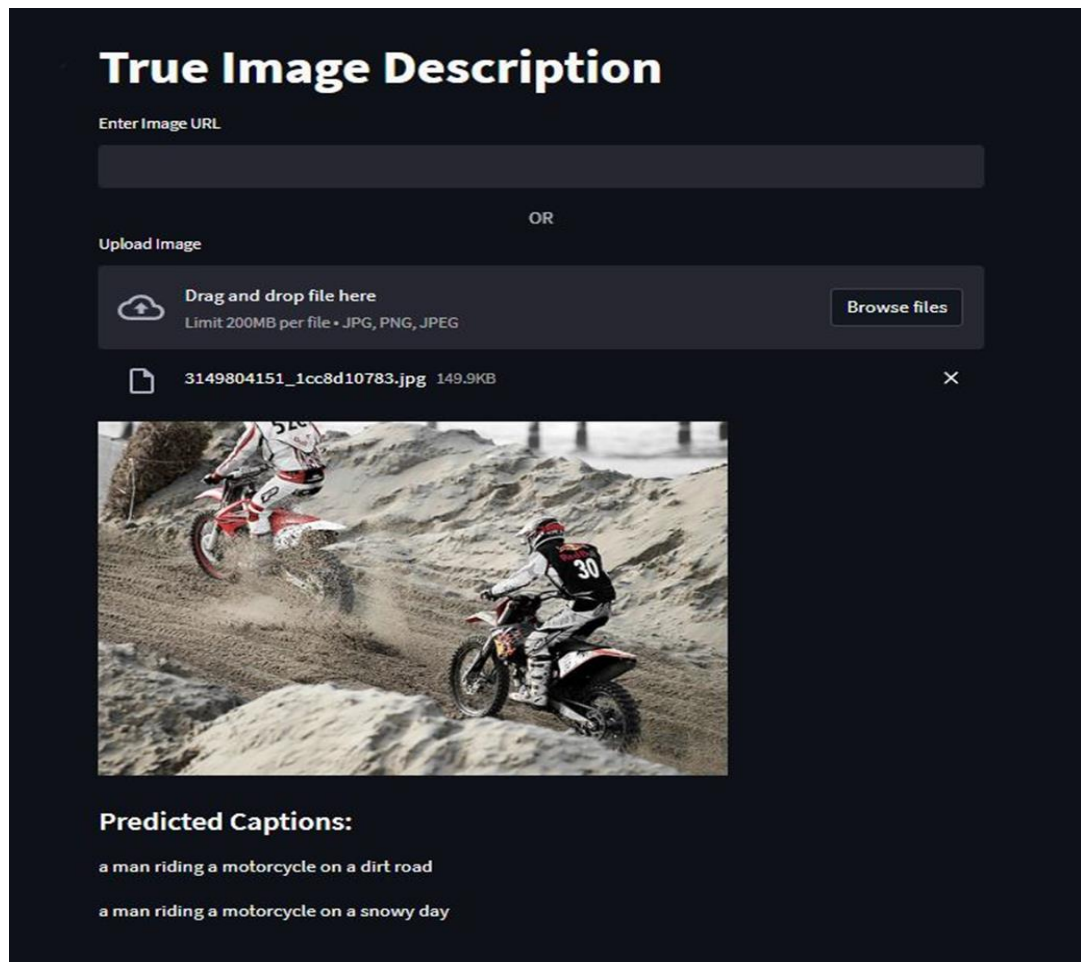 True Image Description
Enter Image URL
OR
Upload Image
Drag and drop file here
Limit 200MB per file • JPG, PNG, JPEG
Browse files
3149804151_1cc8d10783.jpg 149.9KB
Red Bull
30
Predicted Captions:
a man riding a motorcycle on a dirt road
a man riding a motorcycle on a snowy day